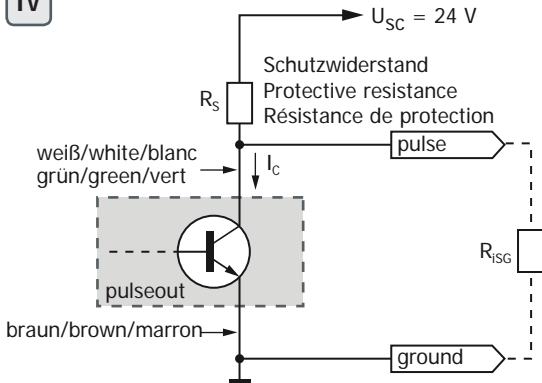 IV
U_SC = 24 V
Schutzwiderstand
R_S Protective resistance
Résistance de protection
pulse
weiß/white/blanc
grün/green/vert
I_C
R_iSG
pulseout
braun/brown/marron
ground